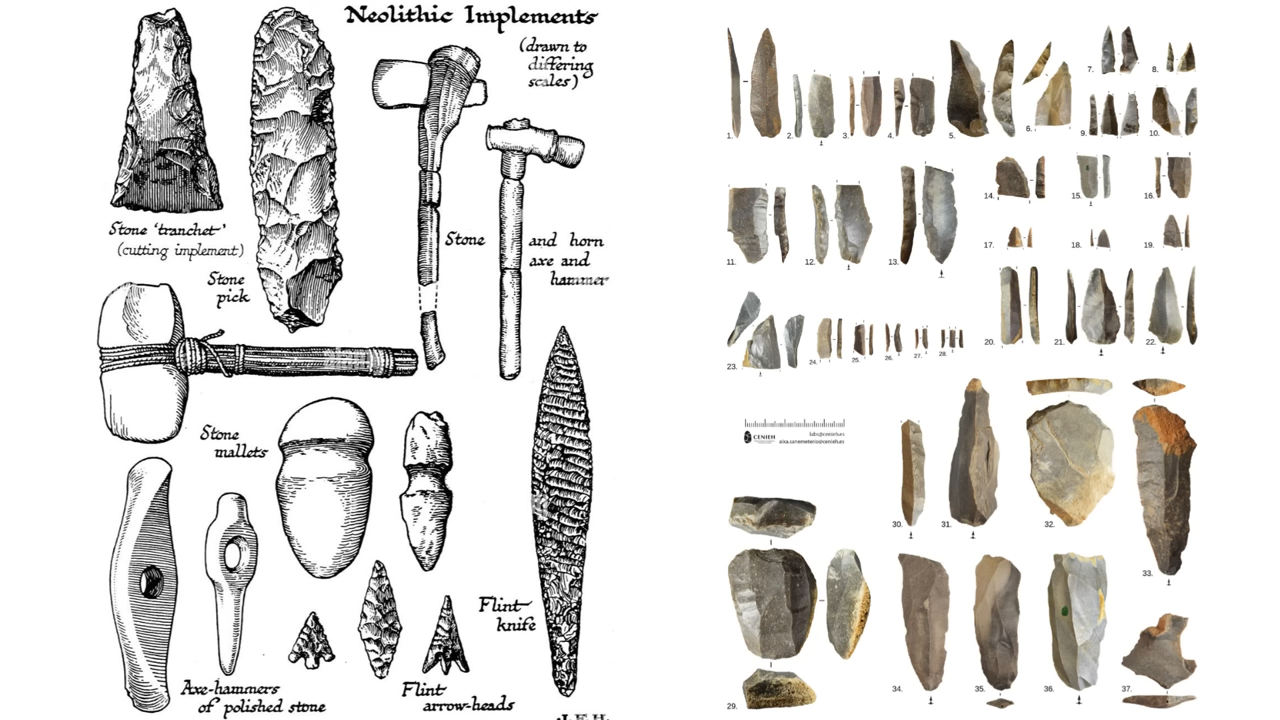 Neolithic Implements
(drawn to
differing
scales)
Stone 'tranchet'
(cutting implement)
Stone
pick
Stone and horn
axe and
hammer
Stone
mallets
Flint
knife
Axe-hammers
of polished stone
Flint
arrow-heads
J.F.H.
1. 2. 3. 4. 5. 6. 7. 8.
9. 10.
11. 12. 13. 14. 15. 16.
17. 18. 19.
20. 21. 22.
23. 24. 25. 26. 27. 28.
CENIEH
30. 31. 32.
33.
29. 34. 35. 36. 37.